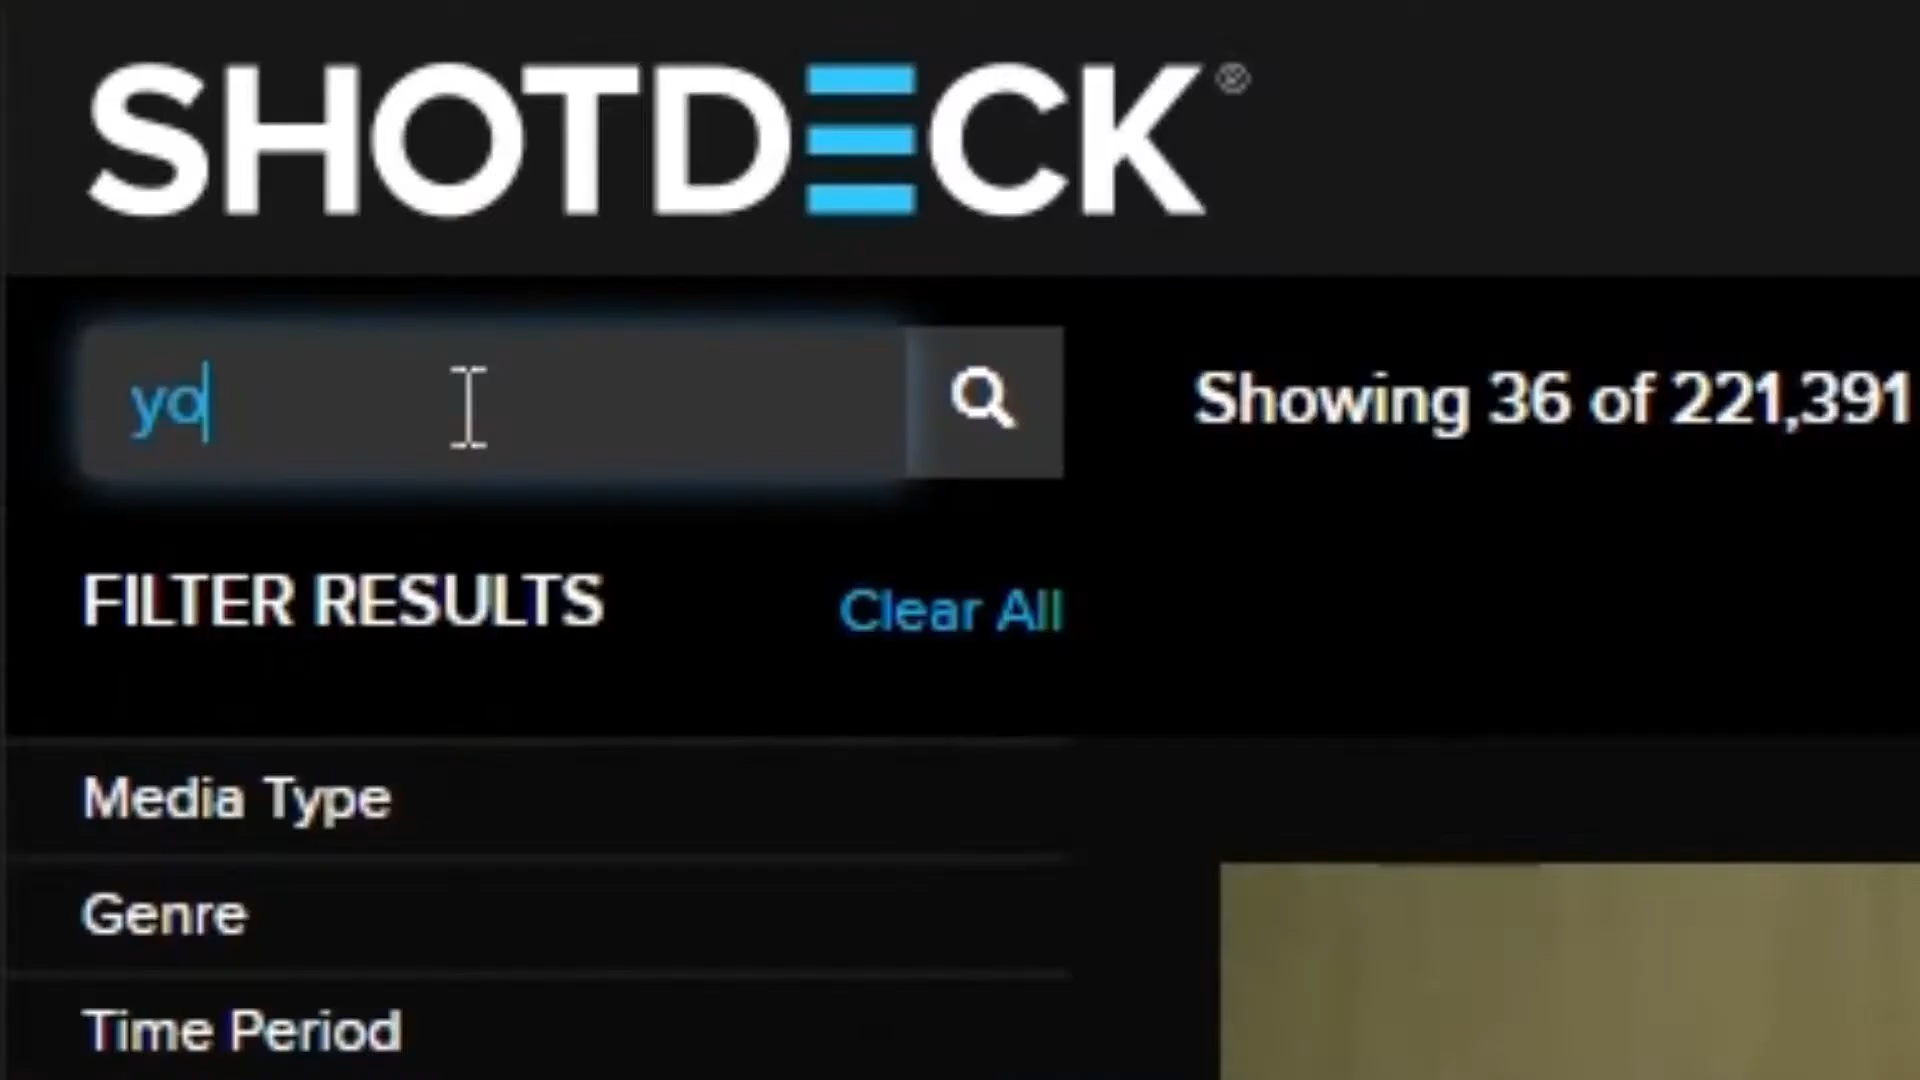 SHOTDECK®
yo
Showing 36 of 221,391
FILTER RESULTS
Clear All
Media Type
Genre
Time Period